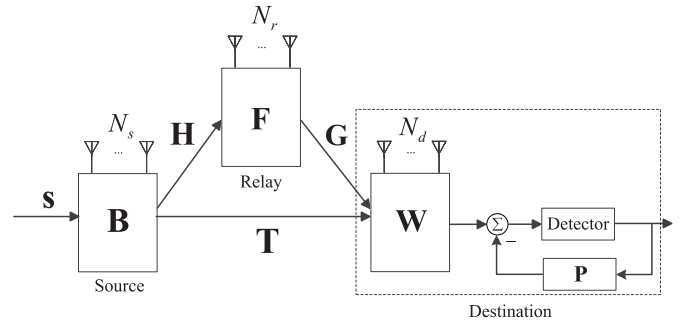 N_r
...
F
Relay
N_s
...
H
G
N_d
...
s
B
T
W
Σ
−
Detector
P
Source
Destination